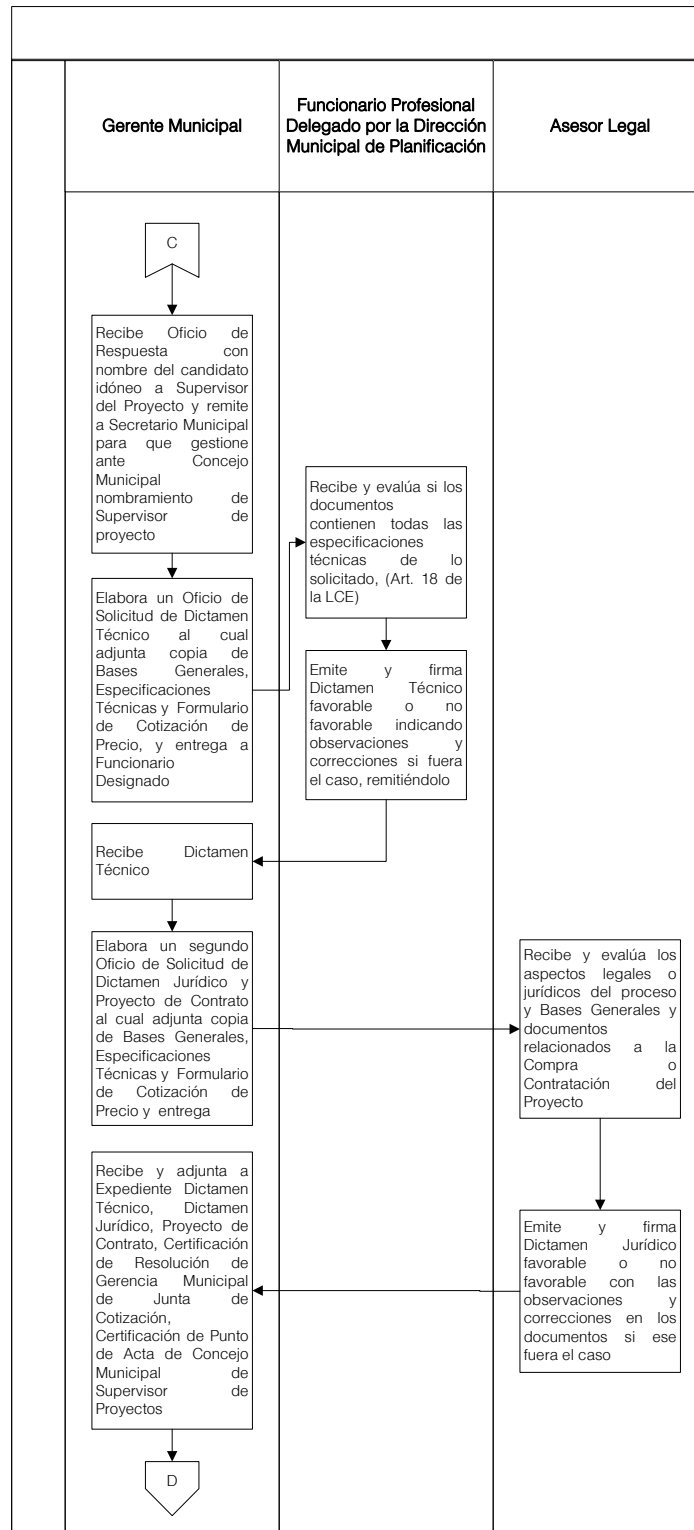 Gerente Municipal
Funcionario Profesional
Delegado por la Dirección
Municipal de Planificación
Asesor Legal
C
Recibe Oficio de
Respuesta con
nombre del candidato
idóneo a Supervisor
del Proyecto y remite
a Secretario Municipal
para que gestione
ante Concejo
Municipal
nombramiento de
Supervisor de
proyecto
Elabora un Oficio de
Solicitud de Dictamen
Técnico al cual
adjunta copia de
Bases Generales,
Especificaciones
Técnicas y Formulario
de Cotización de
Precio, y entrega a
Funcionario
Designado
Recibe y evalúa si los
documentos
contienen todas las
especificaciones
técnicas de lo
solicitado, (Art. 18 de
la LCE)
Emite y firma
Dictamen Técnico
favorable o no
favorable indicando
observaciones y
correcciones si fuera
el caso, remitiéndolo
Recibe Dictamen
Técnico
Elabora un segundo
Oficio de Solicitud de
Dictamen Jurídico y
Proyecto de Contrato
al cual adjunta copia
de Bases Generales,
Especificaciones
Técnicas y Formulario
de Cotización de
Precio y entrega
Recibe y evalúa los
aspectos legales o
jurídicos del proceso
y Bases Generales y
documentos
relacionados a la
Compra o
Contratación del
Proyecto
Emite y firma
Dictamen Jurídico
favorable o no
favorable con las
observaciones y
correcciones en los
documentos si ese
fuera el caso
Recibe y adjunta a
Expediente Dictamen
Técnico, Dictamen
Jurídico, Proyecto de
Contrato, Certificación
de Resolución de
Gerencia Municipal
de Junta de
Cotización,
Certificación de Punto
de Acta de Concejo
Municipal de
Supervisor de
Proyectos
D